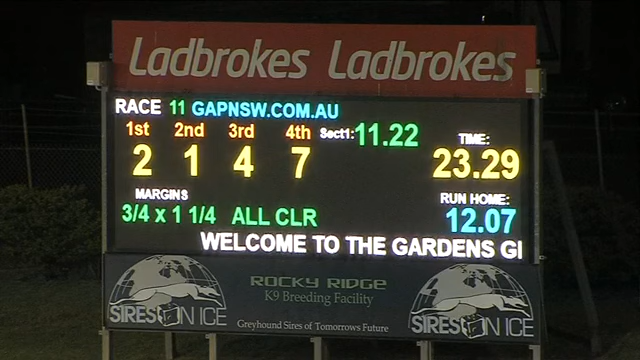 Ladbrokes Ladbrokes
RACE 11 GAPNSW.COM.AU
1st 2nd 3rd 4th Sect1: 11.22 TIME:
2 1 4 7 23.29
MARGINS RUN HOME:
3/4 x 1 1/4 ALL CLR 12.07
WELCOME TO THE GARDENS GI
ROCKY RIDGE
K9 Breeding Facility
SIRES ON ICE SIRES ON ICE
Greyhound Sires of Tomorrows Future